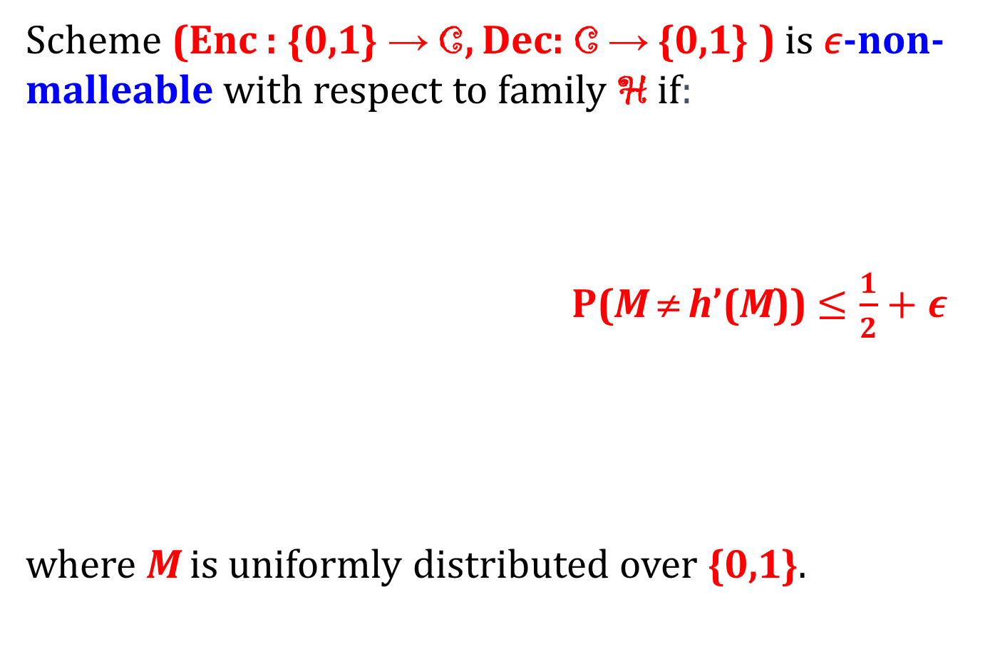 Scheme (Enc : {0,1} → 𝒞, Dec: 𝒞 → {0,1} ) is ϵ-non-
malleable with respect to family ℋ if:
P(M ≠ h’(M)) ≤ 1/2 + ϵ
where M is uniformly distributed over {0,1}.